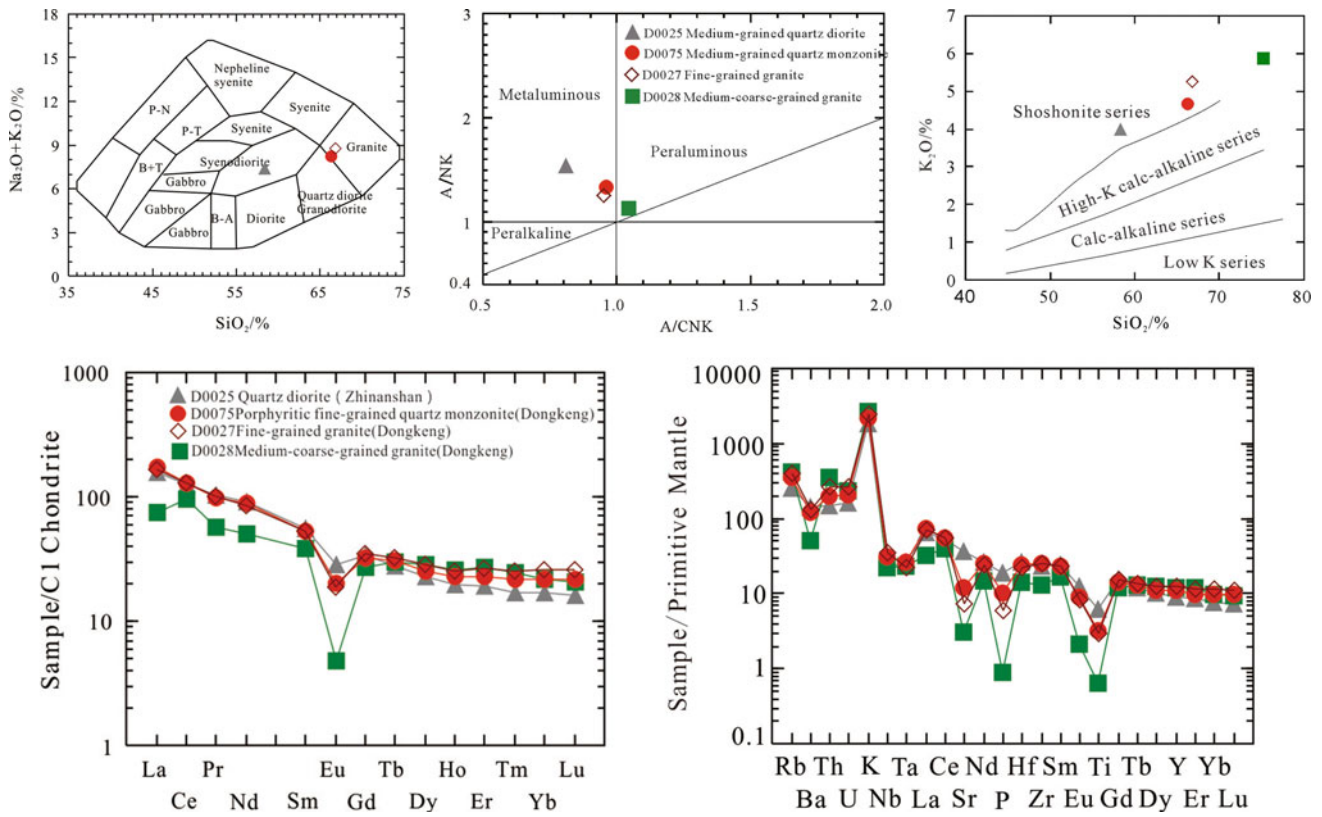 Na₂O+K₂O/%
18
15
12
9
6
3
0
35
45
55
65
75
SiO₂/%
Nepheline
syenite
P-N
Syenite
P-T
Syenite
Granite
B+T
Syenodiorite
Gabbro
Gabbro
B-A
Diorite
Quartz diorite
Granodiorite
Gabbro
A/NK
3
2
1
0.4
0.5
1.0
1.5
2.0
A/CNK
D0025 Medium-grained quartz diorite
D0075 Medium-grained quartz monzonite
D0027 Fine-grained granite
D0028 Medium-coarse-grained granite
Metaluminous
Peraluminous
Peralkaline
K₂O/%
7
6
5
4
3
2
1
0
40
50
60
70
80
SiO₂/%
Shoshonite series
High-K calc-alkaline series
Calc-alkaline series
Low K series
Sample/C1 Chondrite
1000
100
10
1
D0025 Quartz diorite ( Zhinanshan )
D0075Porphyritic fine-grained quartz monzonite(Dongkeng)
D0027Fine-grained granite(Dongkeng)
D0028Medium-coarse-grained granite(Dongkeng)
La Pr Eu Tb Ho Tm Lu
Ce Nd Sm Gd Dy Er Yb
Sample/Primitive Mantle
10000
1000
100
10
1
0.1
Rb Th K Ta Ce Nd Hf Sm Ti Tb Y Yb
Ba U Nb La Sr P Zr Eu Gd Dy Er Lu